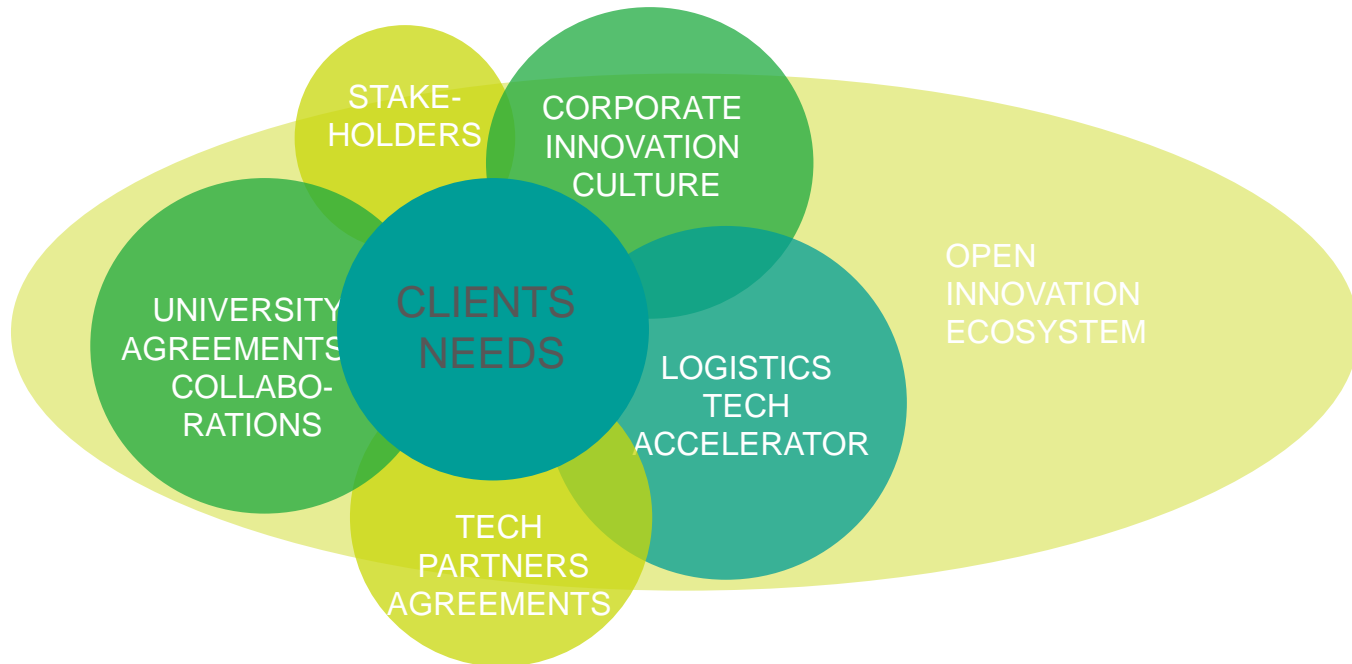 STAKE-
HOLDERS
CORPORATE
INNOVATION
CULTURE
OPEN
INNOVATION
ECOSYSTEM
UNIVERSITY
AGREEMENTS
COLLABO-
RATIONS
CLIENTS
NEEDS
LOGISTICS
TECH
ACCELERATOR
TECH
PARTNERS
AGREEMENTS